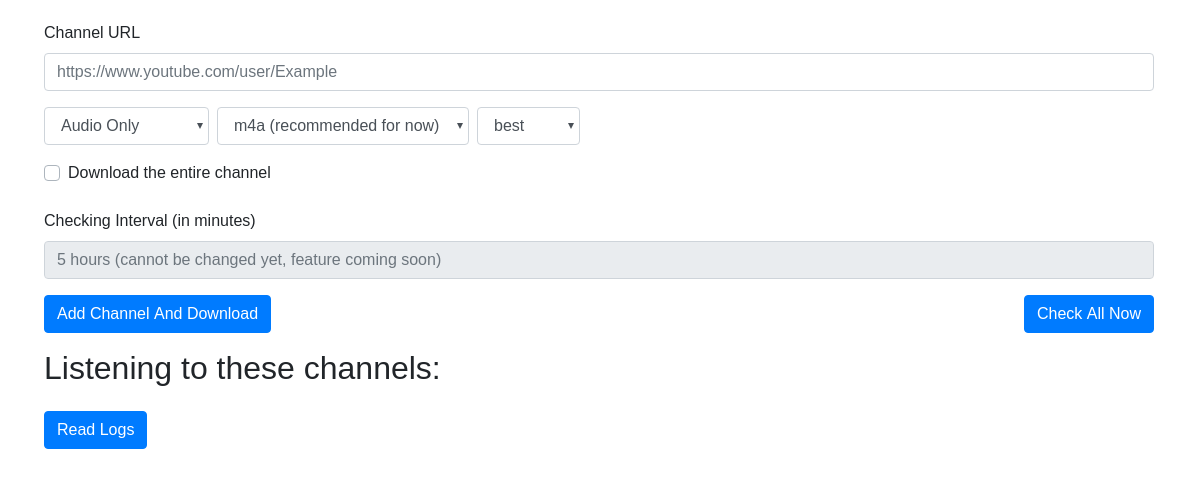 Channel URL
https://www.youtube.com/user/Example
Audio Only m4a (recommended for now) best
Download the entire channel
Checking Interval (in minutes)
5 hours (cannot be changed yet, feature coming soon)
Add Channel And Download Check All Now
Listening to these channels:
Read Logs